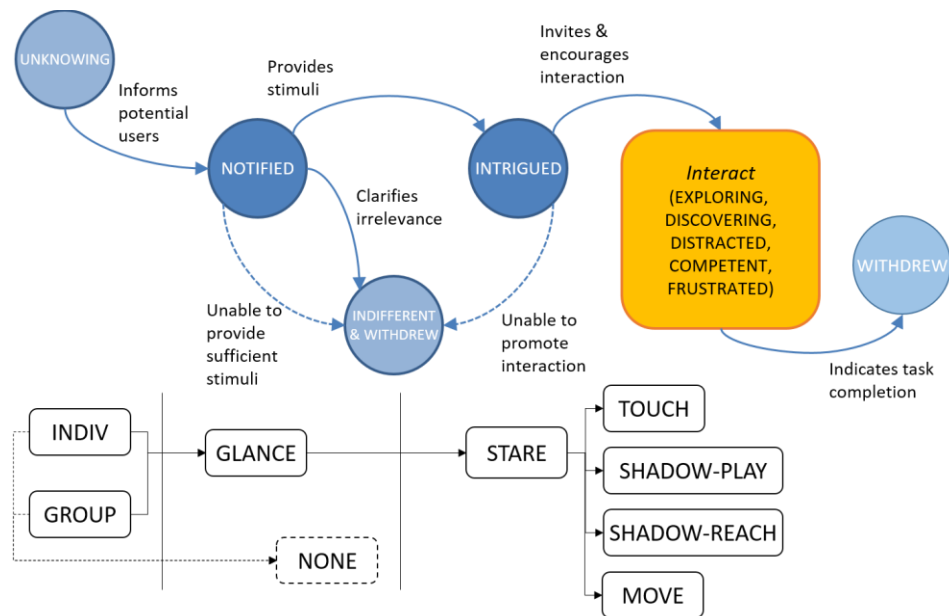 UNKNOWING
Informs
potential
users
Provides
stimuli
NOTIFIED
Clarifies
irrelevance
Invites &
encourages
interaction
INTRIGUED
Interact
(EXPLORING,
DISCOVERING,
DISTRACTED,
COMPETENT,
FRUSTRATED)
WITHDREW
Unable to
provide
sufficient
stimuli
INDIFFERENT
& WITHDREW
Unable to
promote
interaction
Indicates task
completion
INDIV
GROUP
GLANCE
NONE
STARE
TOUCH
SHADOW-PLAY
SHADOW-REACH
MOVE